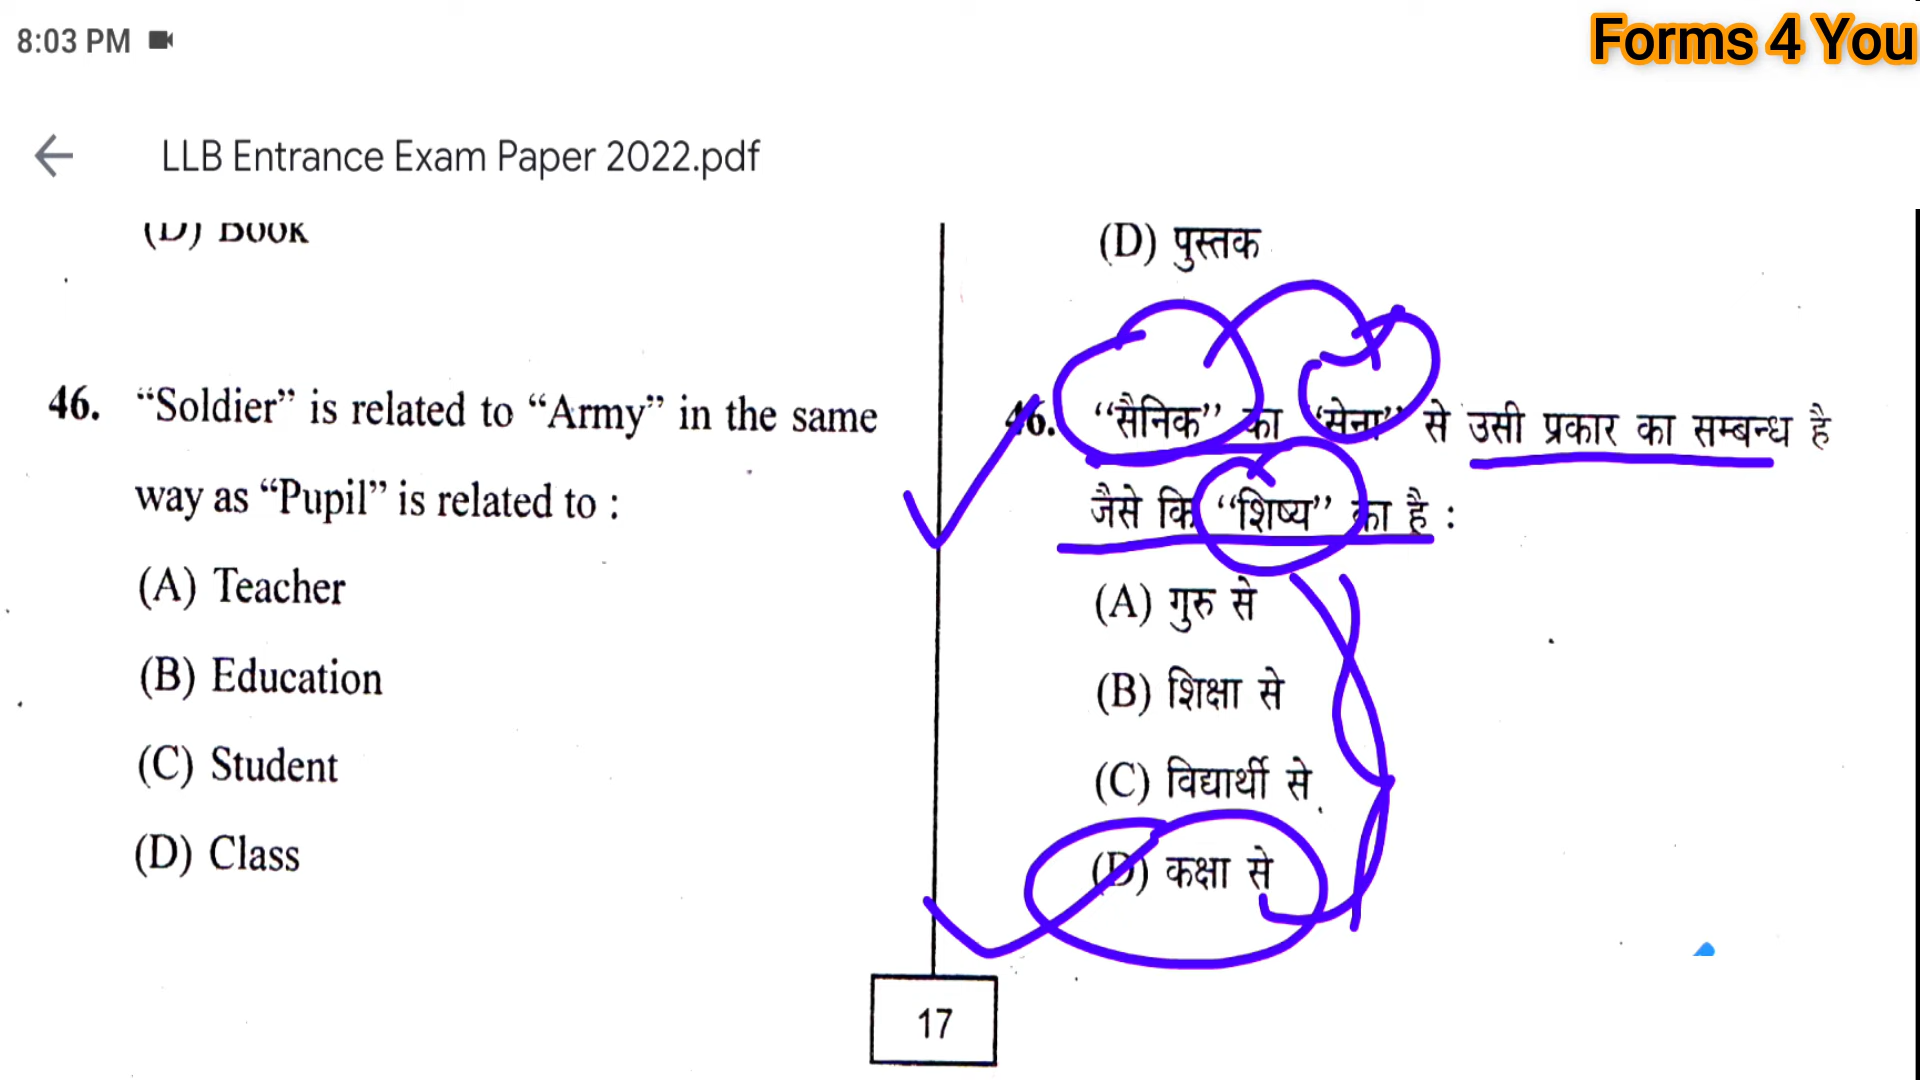 8:03 PM
Forms 4 You
LLB Entrance Exam Paper 2022.pdf
(D) Book
46. “Soldier” is related to “Army” in the same
way as “Pupil” is related to :
(A) Teacher
(B) Education
(C) Student
(D) Class
(D) पुस्तक
46. “सैनिक” का “सेना” से उसी प्रकार का सम्बन्ध है
जैसे कि “शिष्य” का है :
(A) गुरु से
(B) शिक्षा से
(C) विद्यार्थी से
(D) कक्षा से
17